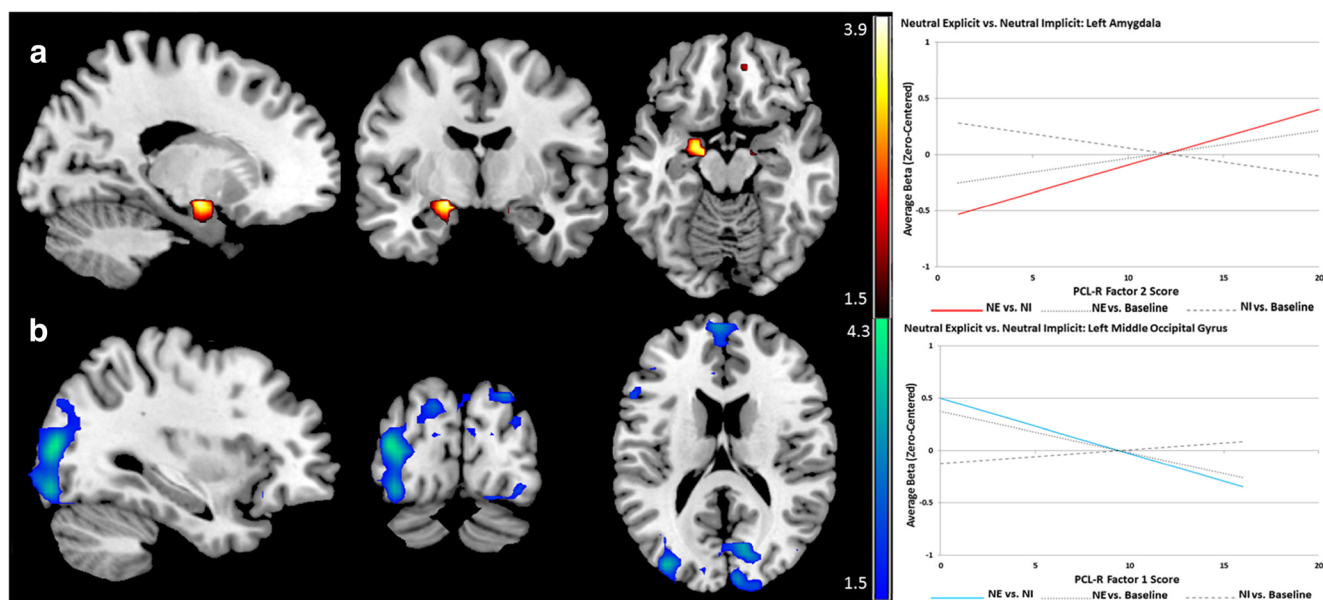 a
3.9
1.5
Neutral Explicit vs. Neutral Implicit: Left Amygdala
Average Beta (Zero-Centered)
1
0.5
0
-0.5
-1
0
5
10
15
20
PCL-R Factor 2 Score
NE vs. NI
NE vs. Baseline
NI vs. Baseline
b
4.3
1.5
Neutral Explicit vs. Neutral Implicit: Left Middle Occipital Gyrus
Average Beta (Zero-Centered)
1
0.5
0
-0.5
-1
0
5
10
15
20
PCL-R Factor 1 Score
NE vs. NI
NE vs. Baseline
NI vs. Baseline